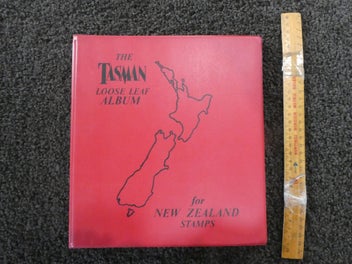 THE
TASMAN
LOOSE LEAF
ALBUM
for
NEW ZEALAND
STAMPS